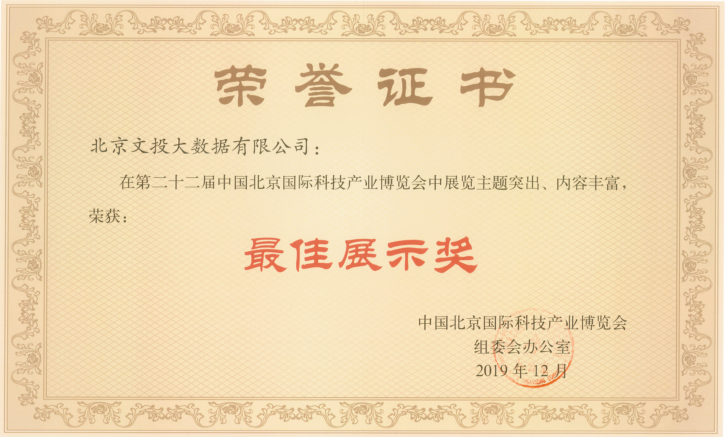 荣誉证书
北京文投大数据有限公司：
在第二十二届中国北京国际科技产业博览会中展览主题突出、内容丰富，
荣获：
最佳展示奖
中国北京国际科技产业博览会
组委会办公室
2019 年 12 月